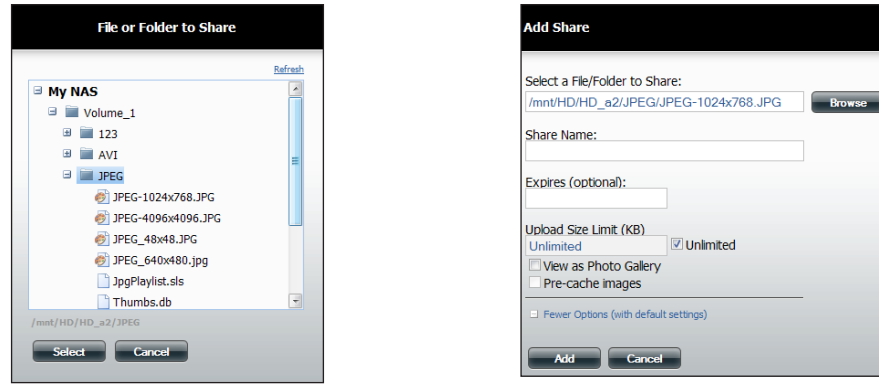 File or Folder to Share
Refresh
My NAS
Volume_1
123
AVI
JPEG
JPEG-1024x768.JPG
JPEG-4096x4096.JPG
JPEG_48x48.JPG
JPEG_640x480.jpg
JpgPlaylist.sls
Thumbs.db
/mnt/HD/HD_a2/JPEG
Select Cancel
Add Share
Select a File/Folder to Share:
/mnt/HD/HD_a2/JPEG/JPEG-1024x768.JPG Browse
Share Name:
Expires (optional):
Upload Size Limit (KB)
Unlimited Unlimited
View as Photo Gallery
Pre-cache images
Fewer Options (with default settings)
Add Cancel